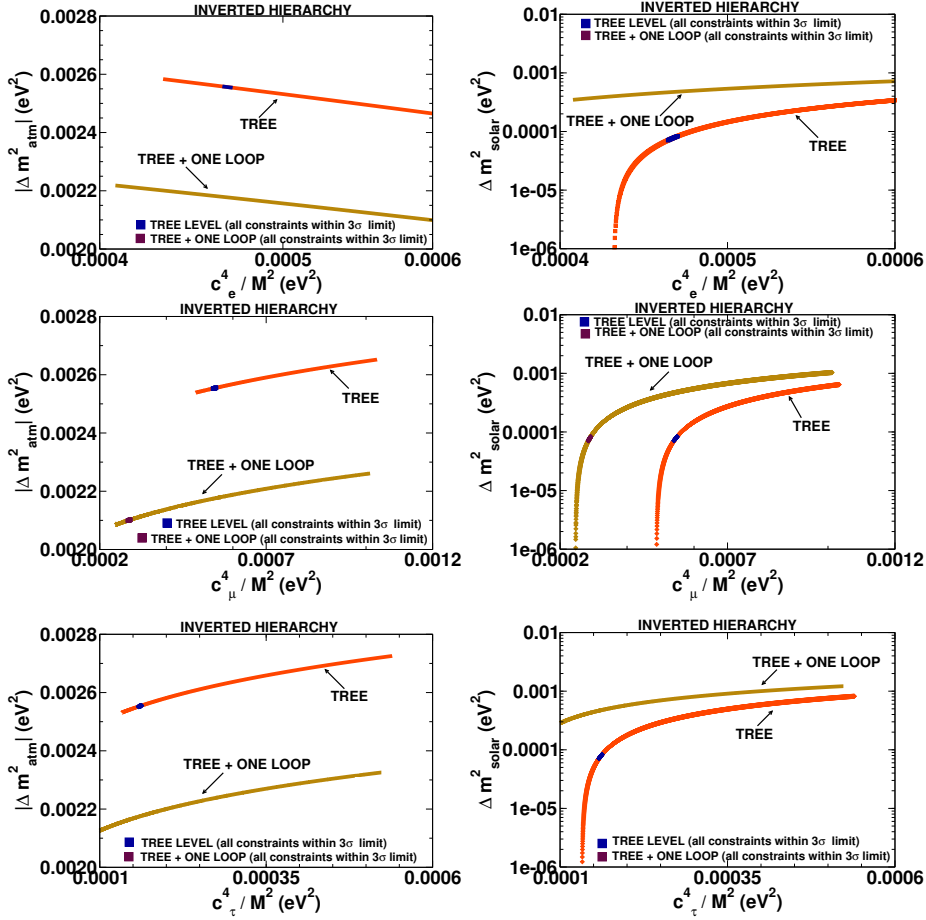 INVERTED HIERARCHY
|Δ m²atm| (eV²)
0.0028
0.0026
0.0024
0.0022
0.0020
TREE
TREE + ONE LOOP
TREE LEVEL (all constraints within 3σ limit)
TREE + ONE LOOP (all constraints within 3σ limit)
0.0004
0.0005
0.0006
c⁴e / M² (eV²)
INVERTED HIERARCHY
TREE LEVEL (all constraints within 3σ limit)
TREE + ONE LOOP (all constraints within 3σ limit)
Δ m²solar (eV²)
0.01
0.001
0.0001
1e-05
1e-06
TREE + ONE LOOP
TREE
0.0004
0.0005
0.0006
c⁴e / M² (eV²)
INVERTED HIERARCHY
|Δ m²atm| (eV²)
0.0028
0.0026
0.0024
0.0022
0.0020
TREE
TREE + ONE LOOP
TREE LEVEL (all constraints within 3σ limit)
TREE + ONE LOOP (all constraints within 3σ limit)
0.0002
0.0007
0.0012
c⁴μ / M² (eV²)
INVERTED HIERARCHY
TREE LEVEL (all constraints within 3σ limit)
TREE + ONE LOOP (all constraints within 3σ limit)
Δ m²solar (eV²)
0.01
0.001
0.0001
1e-05
1e-06
TREE + ONE LOOP
TREE
0.0002
0.0007
0.0012
c⁴μ / M² (eV²)
INVERTED HIERARCHY
|Δ m²atm| (eV²)
0.0028
0.0026
0.0024
0.0022
0.0020
TREE
TREE + ONE LOOP
TREE LEVEL (all constraints within 3σ limit)
TREE + ONE LOOP (all constraints within 3σ limit)
0.0001
0.00035
0.0006
c⁴τ / M² (eV²)
INVERTED HIERARCHY
Δ m²solar (eV²)
0.01
0.001
0.0001
1e-05
1e-06
TREE + ONE LOOP
TREE
TREE LEVEL (all constraints within 3σ limit)
TREE + ONE LOOP (all constraints within 3σ limit)
0.0001
0.00035
0.0006
c⁴τ / M² (eV²)